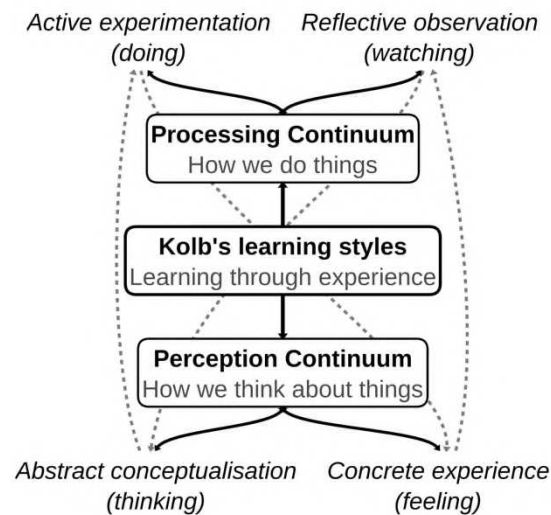 Active experimentation
(doing)
Reflective observation
(watching)
Processing Continuum
How we do things
Kolb's learning styles
Learning through experience
Perception Continuum
How we think about things
Abstract conceptualisation
(thinking)
Concrete experience
(feeling)